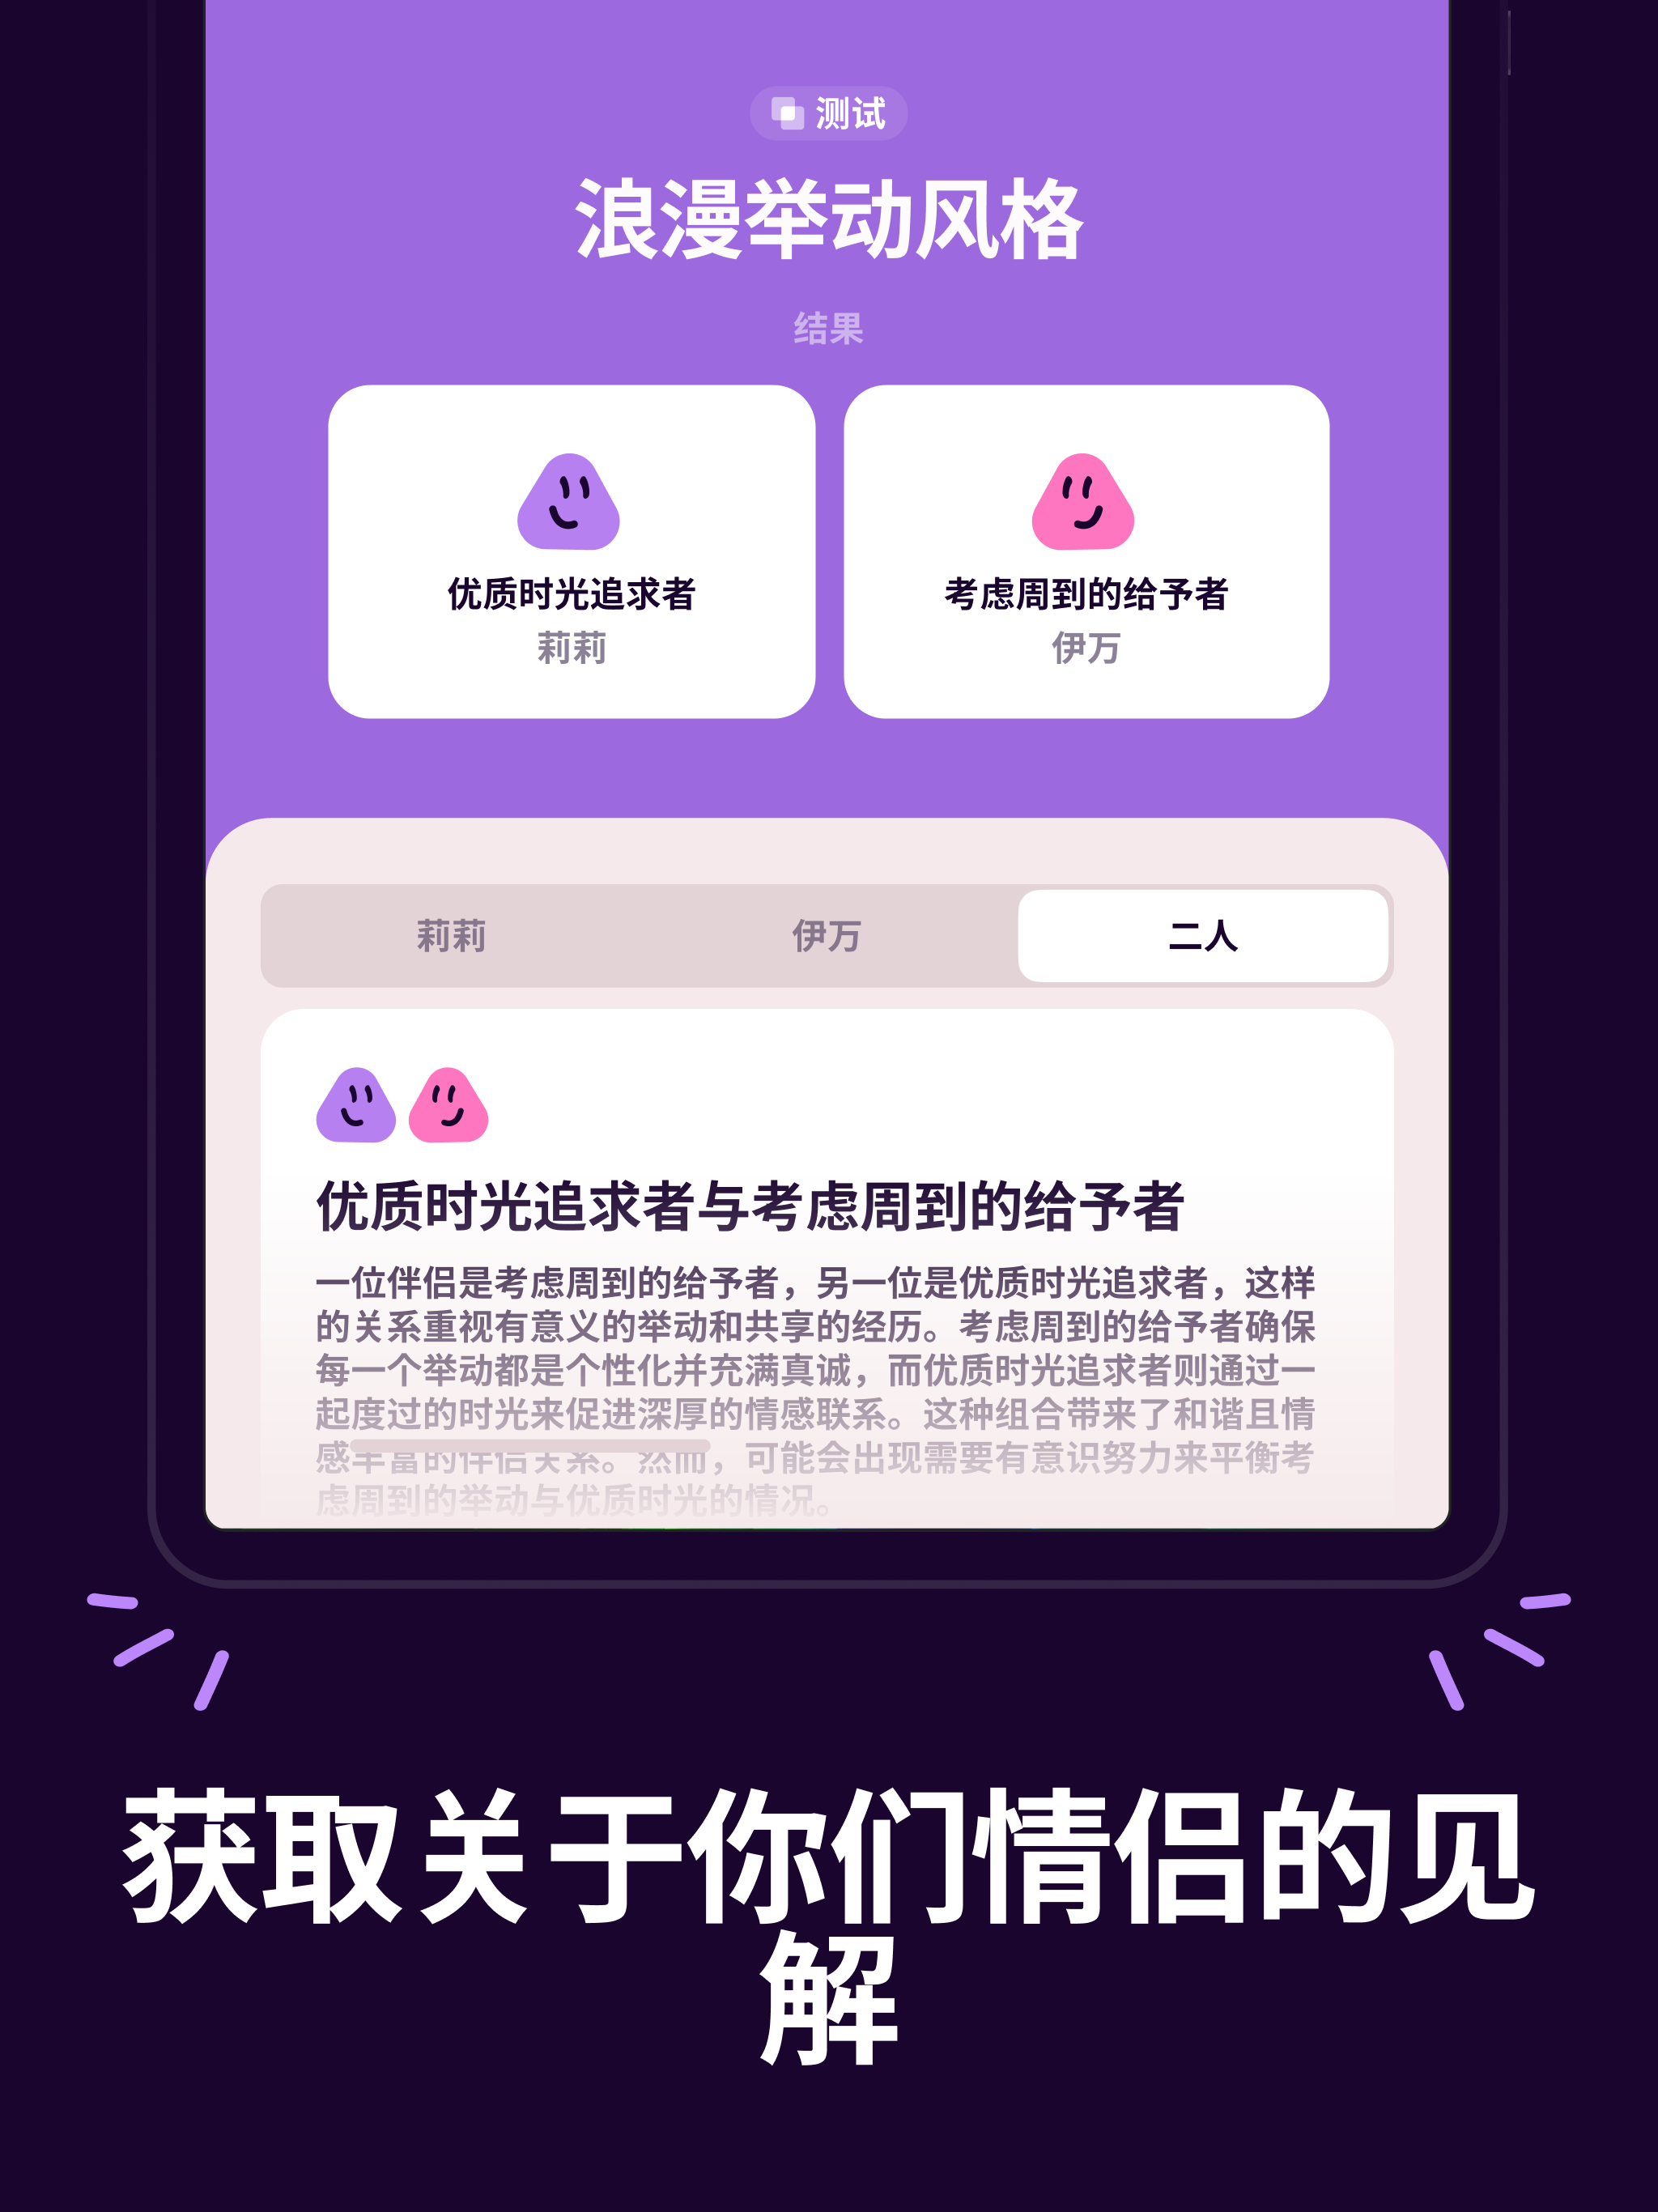 测试
浪漫举动风格
结果
优质时光追求者
莉莉
考虑周到的给予者
伊万
莉莉
伊万
二人
优质时光追求者与考虑周到的给予者
一位伴侣是考虑周到的给予者，另一位是优质时光追求者，这样
的关系重视有意义的举动和共享的经历。考虑周到的给予者确保
每一个举动都是个性化并充满真诚，而优质时光追求者则通过一
起度过的时光来促进深厚的情感联系。这种组合带来了和谐且情
感丰富的伴侣关系。然而，可能会出现需要有意识努力来平衡考
虑周到的举动与优质时光的情况。
获取关于你们情侣的见
解